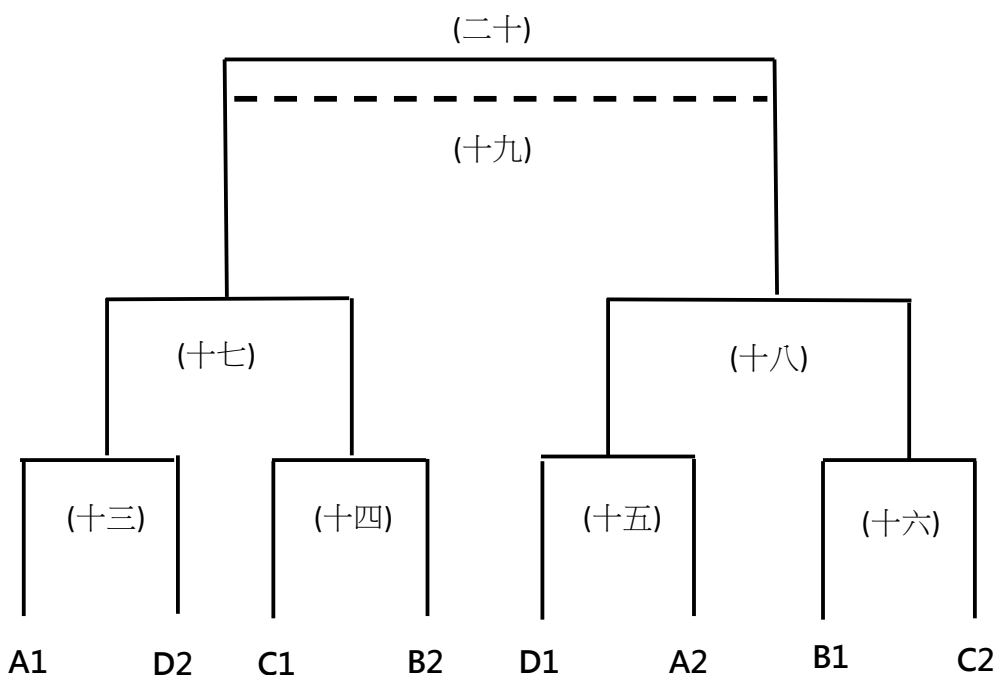 (二十)
(十九)
(十七) (十八)
(十三) (十四) (十五) (十六)
A1 D2 C1 B2 D1 A2 B1 C2